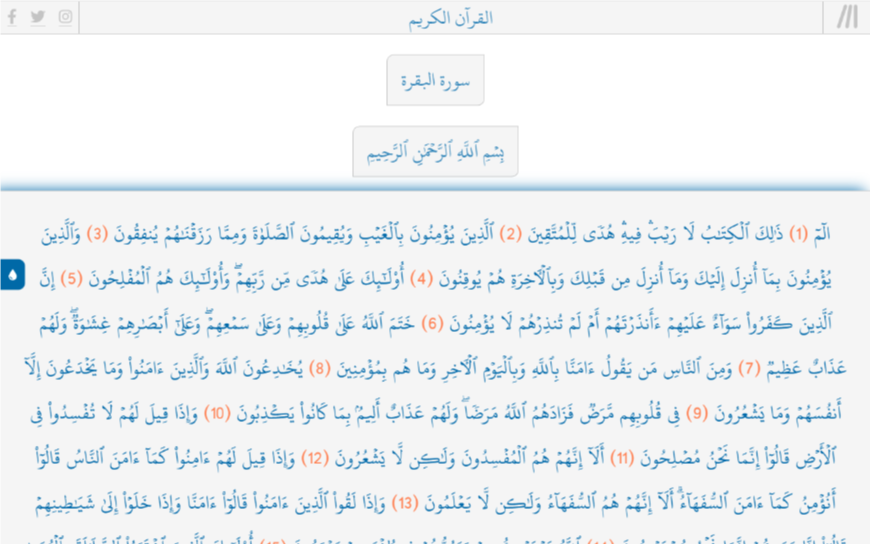 القرآن الكريم
سورة البقرة
بِسْمِ ٱللَّهِ ٱلرَّحْمَٰنِ ٱلرَّحِيمِ
الٓمٓ (1) ذَٰلِكَ ٱلْكِتَٰبُ لَا رَيْبَ ۛ فِيهِ ۛ هُدًى لِّلْمُتَّقِينَ (2) ٱلَّذِينَ يُؤْمِنُونَ بِٱلْغَيْبِ وَيُقِيمُونَ ٱلصَّلَوٰةَ وَمِمَّا رَزَقْنَٰهُمْ يُنفِقُونَ (3) وَٱلَّذِينَ
يُؤْمِنُونَ بِمَآ أُنزِلَ إِلَيْكَ وَمَآ أُنزِلَ مِن قَبْلِكَ وَبِٱلْءَاخِرَةِ هُمْ يُوقِنُونَ (4) أُو۟لَٰٓئِكَ عَلَىٰ هُدًى مِّن رَّبِّهِمْ ۖ وَأُو۟لَٰٓئِكَ هُمُ ٱلْمُفْلِحُونَ (5) إِنَّ
ٱلَّذِينَ كَفَرُوا۟ سَوَآءٌ عَلَيْهِمْ ءَأَنذَرْتَهُمْ أَمْ لَمْ تُنذِرْهُمْ لَا يُؤْمِنُونَ (6) خَتَمَ ٱللَّهُ عَلَىٰ قُلُوبِهِمْ وَعَلَىٰ سَمْعِهِمْ ۖ وَعَلَىٰٓ أَبْصَٰرِهِمْ غِشَٰوَةٌ ۖ وَلَهُمْ
عَذَابٌ عَظِيمٌ (7) وَمِنَ ٱلنَّاسِ مَن يَقُولُ ءَامَنَّا بِٱللَّهِ وَبِٱلْيَوْمِ ٱلْءَاخِرِ وَمَا هُم بِمُؤْمِنِينَ (8) يُخَٰدِعُونَ ٱللَّهَ وَٱلَّذِينَ ءَامَنُوا۟ وَمَا يَخْدَعُونَ إِلَّآ
أَنفُسَهُمْ وَمَا يَشْعُرُونَ (9) فِى قُلُوبِهِم مَّرَضٌ فَزَادَهُمُ ٱللَّهُ مَرَضًا ۖ وَلَهُمْ عَذَابٌ أَلِيمٌۢ بِمَا كَانُوا۟ يَكْذِبُونَ (10) وَإِذَا قِيلَ لَهُمْ لَا تُفْسِدُوا۟ فِى
ٱلْأَرْضِ قَالُوٓا۟ إِنَّمَا نَحْنُ مُصْلِحُونَ (11) أَلَآ إِنَّهُمْ هُمُ ٱلْمُفْسِدُونَ وَلَٰكِن لَّا يَشْعُرُونَ (12) وَإِذَا قِيلَ لَهُمْ ءَامِنُوا۟ كَمَآ ءَامَنَ ٱلنَّاسُ قَالُوٓا۟
أَنُؤْمِنُ كَمَآ ءَامَنَ ٱلسُّفَهَآءُ ۗ أَلَآ إِنَّهُمْ هُمُ ٱلسُّفَهَآءُ وَلَٰكِن لَّا يَعْلَمُونَ (13) وَإِذَا لَقُوا۟ ٱلَّذِينَ ءَامَنُوا۟ قَالُوٓا۟ ءَامَنَّا وَإِذَا خَلَوْا۟ إِلَىٰ شَيَٰطِينِهِمْ